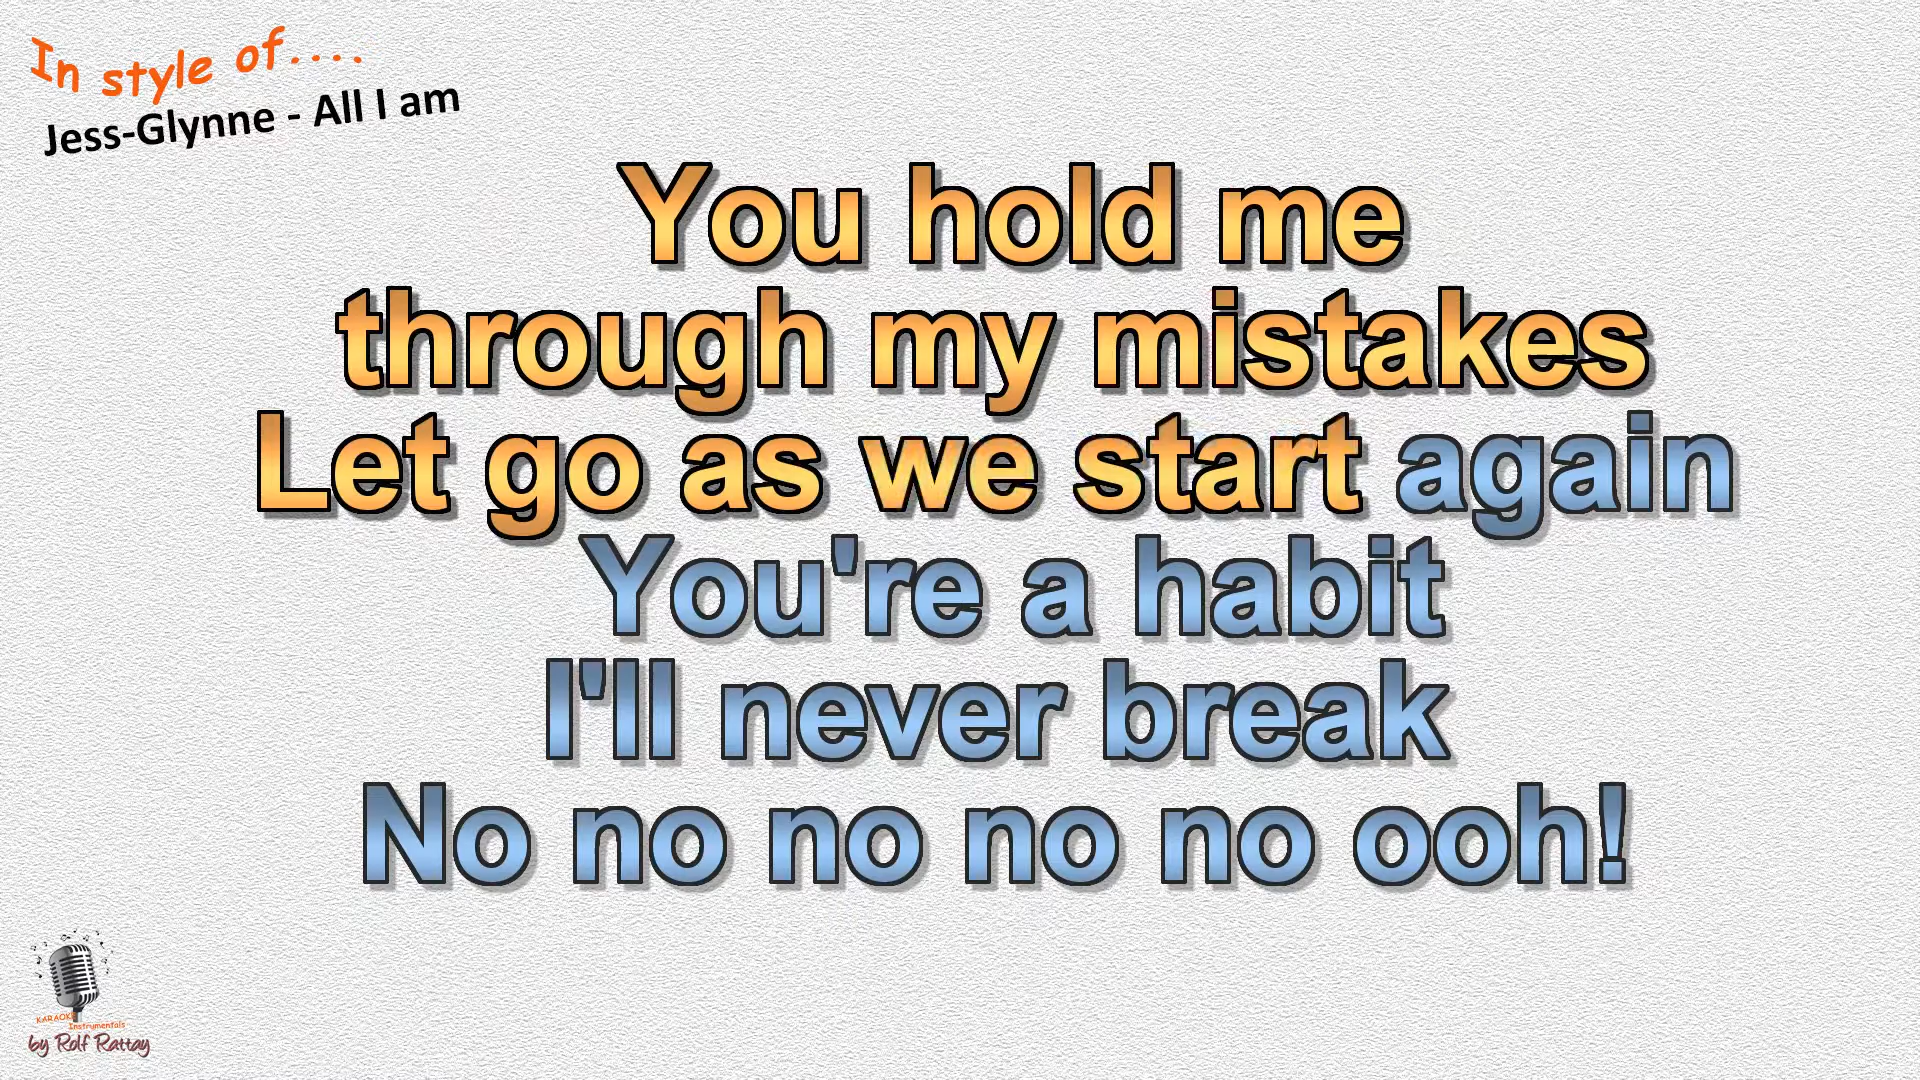 In style of....
Jess-Glynne - All I am
You hold me
through my mistakes
Let go as we start again
You're a habit
I'll never break
No no no no no ooh!
KARAOKE
Instrumentals
by Rolf Rattay